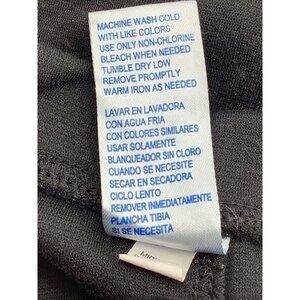 MACHINE WASH COLD
WITH LIKE COLORS
USE ONLY NON-CHLORINE
BLEACH WHEN NEEDED
TUMBLE DRY LOW
REMOVE PROMPTLY
WARM IRON AS NEEDED
LAVAR EN LAVADORA
CON AGUA FRIA
CON COLORES SIMILARES
USAR SOLAMENTE
BLANQUEADOR SIN CLORO
CUANDO SE NECESITE
SECAR EN SECADORA
CICLO LENTO
REMOVER INMEDIATAMENTE
PLANCHA TIBIA
SI SE NECESITA